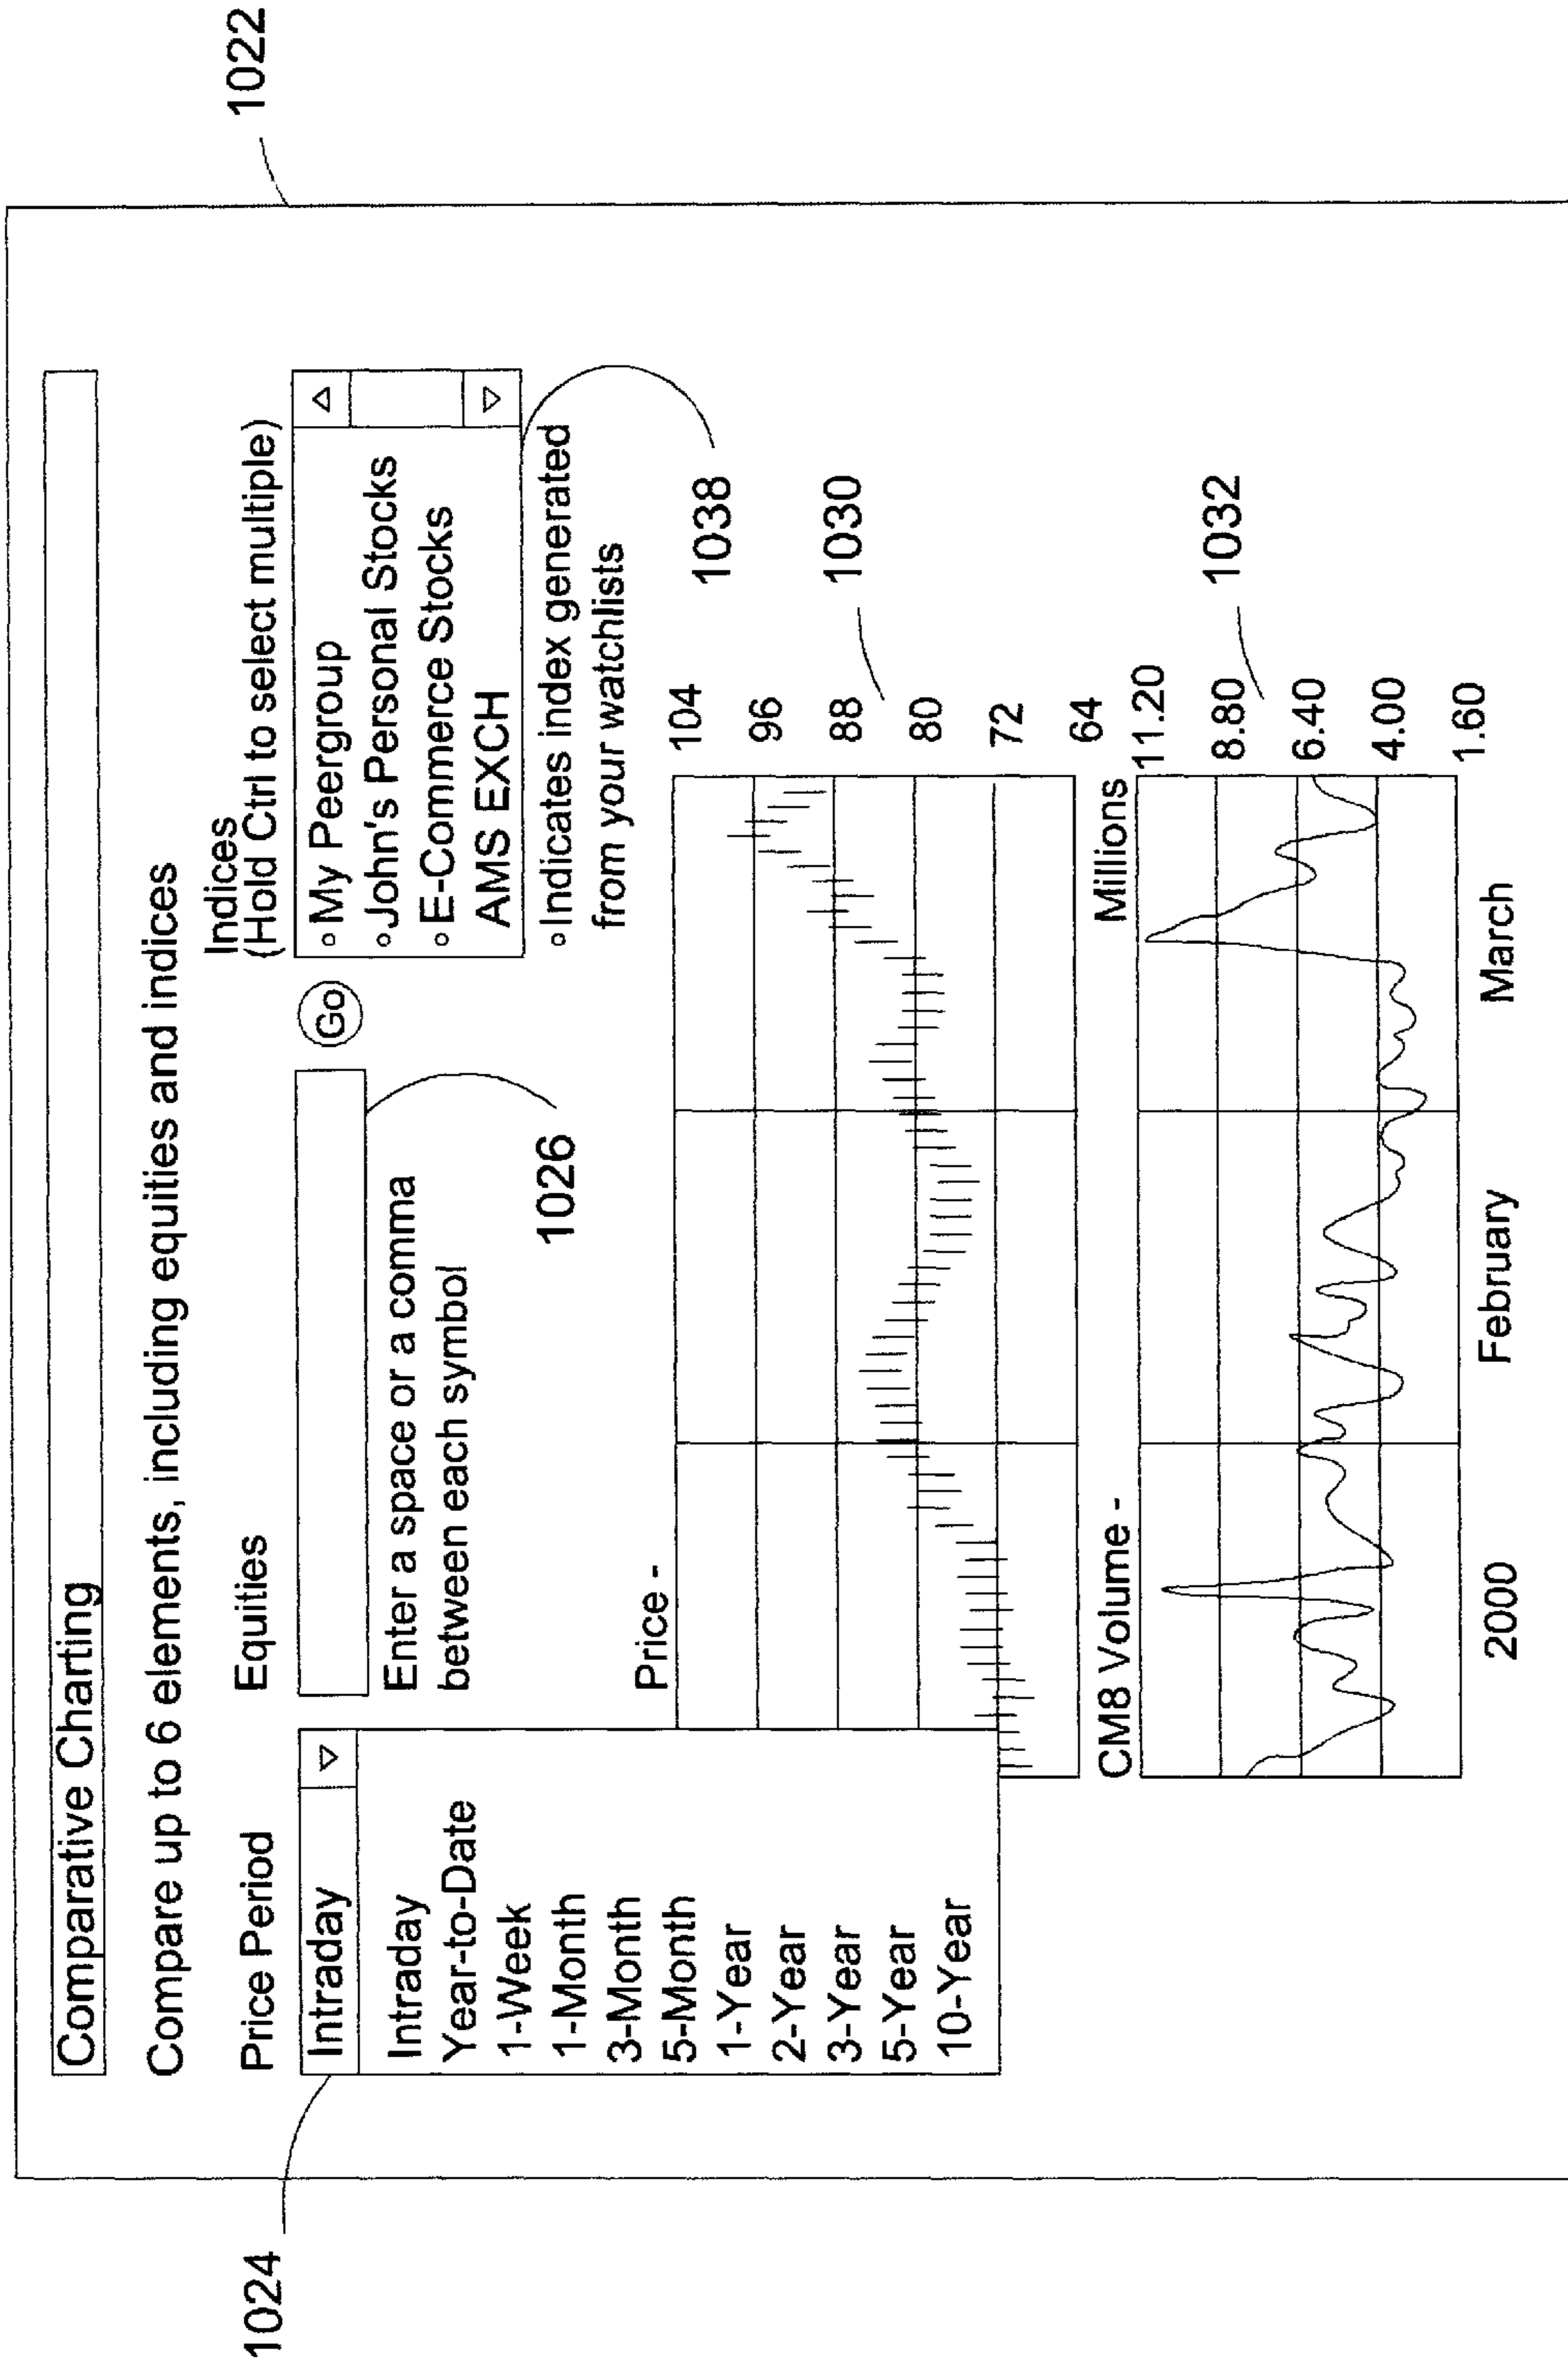 1022
Comparative Charting
Compare up to 6 elements, including equities and indices
Price Period
Equities
Indices
(Hold Ctrl to select multiple)
Intraday
Go
Intraday
Year-to-Date
1-Week
1-Month
3-Month
5-Month
1-Year
2-Year
3-Year
5-Year
10-Year
1024
Enter a space or a comma
between each symbol
1026
◦ My Peergroup
◦ John's Personal Stocks
◦ E-Commerce Stocks
AMS EXCH
◦ Indicates index generated
from your watchlists
1038
Price -
104
96
88
80
72
64
1030
CM8 Volume -
Millions
11.20
8.80
6.40
4.00
1.60
1032
2000
February
March